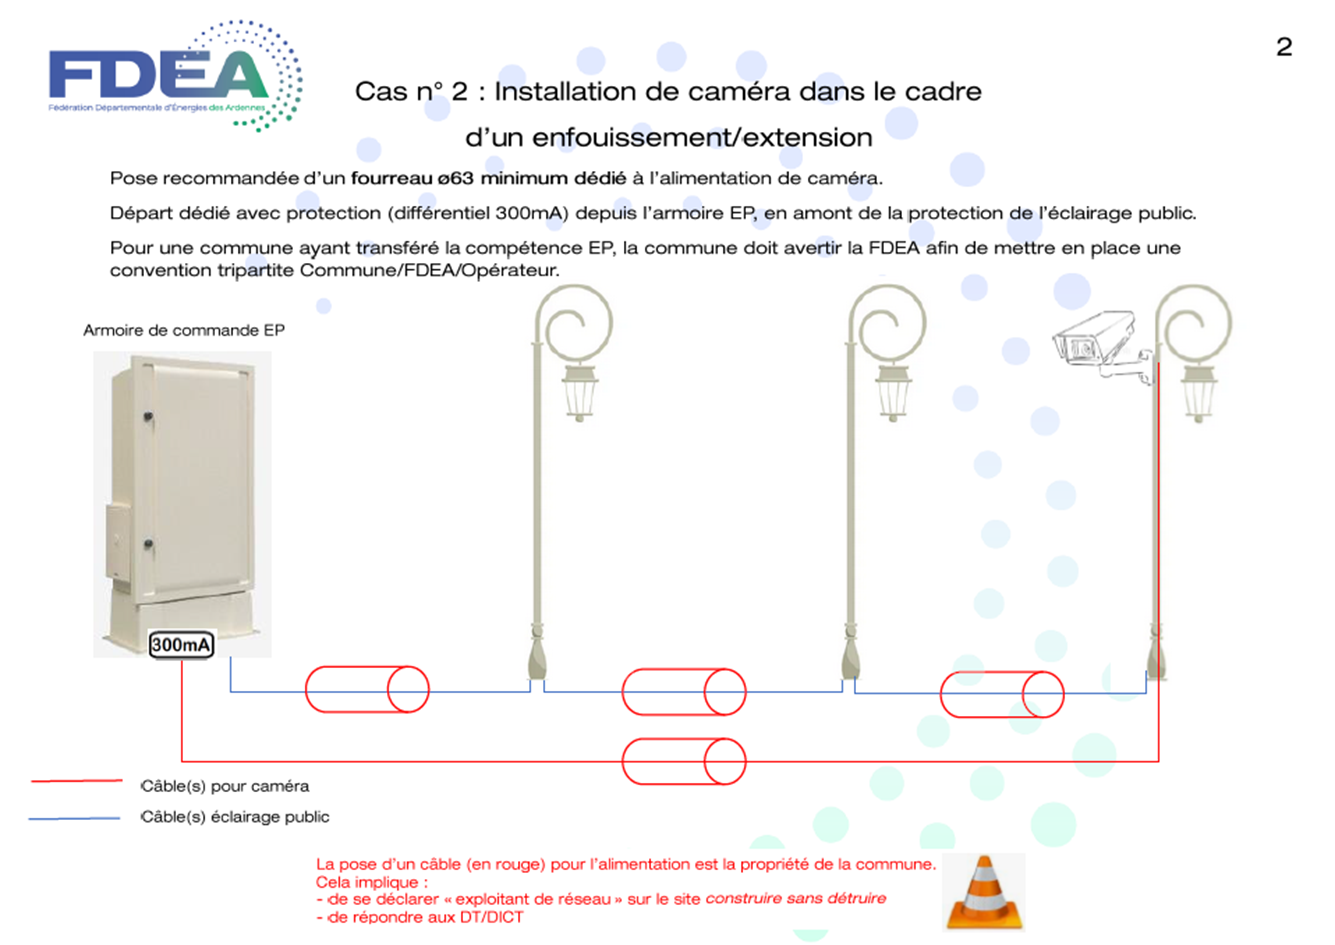 2
FDEA
Fédération Départementale d'Énergies des Ardennes
Cas n° 2 : Installation de caméra dans le cadre
d'un enfouissement/extension
Pose recommandée d'un fourreau ø63 minimum dédié à l'alimentation de caméra.
Départ dédié avec protection (différentiel 300mA) depuis l'armoire EP, en amont de la protection de l'éclairage public.
Pour une commune ayant transféré la compétence EP, la commune doit avertir la FDEA afin de mettre en place une
convention tripartite Commune/FDEA/Opérateur.
Armoire de commande EP
300mA
Câble(s) pour caméra
Câble(s) éclairage public
La pose d'un câble (en rouge) pour l'alimentation est la propriété de la commune.
Cela implique :
- de se déclarer « exploitant de réseau » sur le site construire sans détruire
- de répondre aux DT/DICT